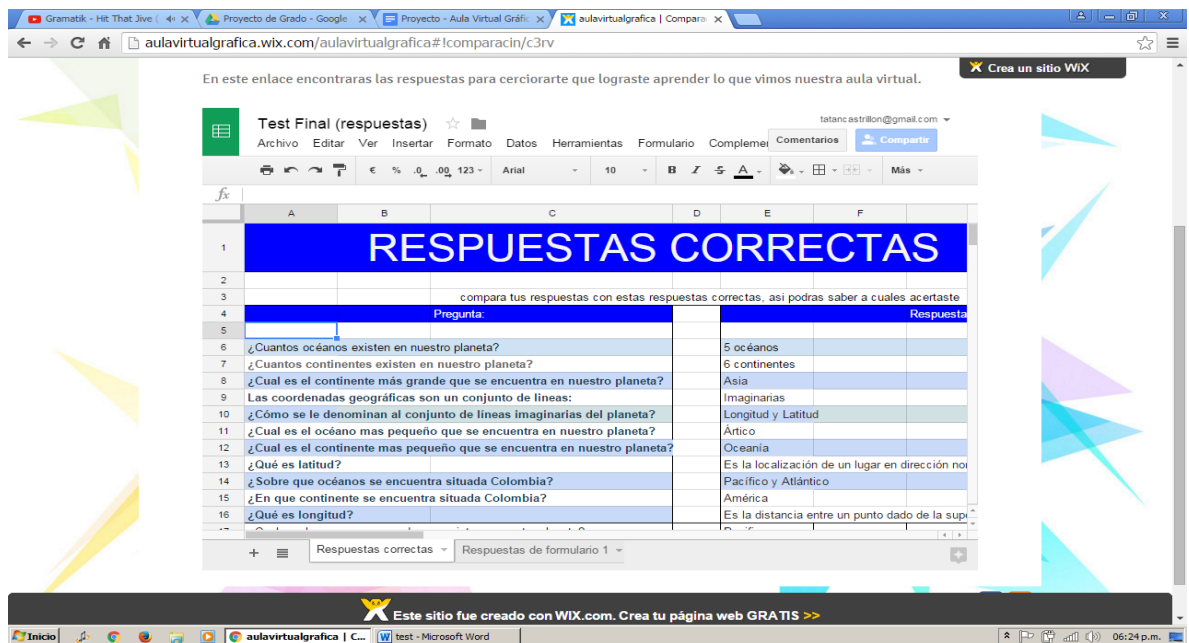 Gramatik - Hit That Jive (
Proyecto de Grado - Google
Proyecto - Aula Virtual Gráfic
aulavirtualgrafica | Compara
aulavirtualgrafica.wix.com/aulavirtualgrafica#!comparacin/c3rv
Crea un sitio WiX
En este enlace encontraras las respuestas para cerciorarte que lograste aprender lo que vimos nuestra aula virtual.
Test Final (respuestas)
tatancastrillon@gmail.com
Archivo Editar Ver Insertar Formato Datos Herramientas Formulario Complemen
Comentarios
Compartir
€ % .0 .00 123 Arial 10 B I S A Más
fx
A B C D E F
1 RESPUESTAS CORRECTAS
2
3 compara tus respuestas con estas respuestas correctas, asi podras saber a cuales acertaste
4 Pregunta: Respuesta
5
6 ¿Cuantos océanos existen en nuestro planeta? 5 océanos
7 ¿Cuantos continentes existen en nuestro planeta? 6 continentes
8 ¿Cual es el continente más grande que se encuentra en nuestro planeta? Asia
9 Las coordenadas geográficas son un conjunto de líneas: Imaginarias
10 ¿Cómo se le denominan al conjunto de líneas imaginarias del planeta? Longitud y Latitud
11 ¿Cual es el océano mas pequeño que se encuentra en nuestro planeta? Ártico
12 ¿Cual es el continente mas pequeño que se encuentra en nuestro planeta? Oceanía
13 ¿Qué es latitud? Es la localización de un lugar en dirección nor
14 ¿Sobre que océanos se encuentra situada Colombia? Pacífico y Atlántico
15 ¿En que continente se encuentra situada Colombia? América
16 ¿Qué es longitud? Es la distancia entre un punto dado de la supe
Respuestas correctas
Respuestas de formulario 1
Este sitio fue creado con WIX.com. Crea tu página web GRATIS >>
Inicio
aulavirtualgrafica | C...
test - Microsoft Word
06:24 p.m.